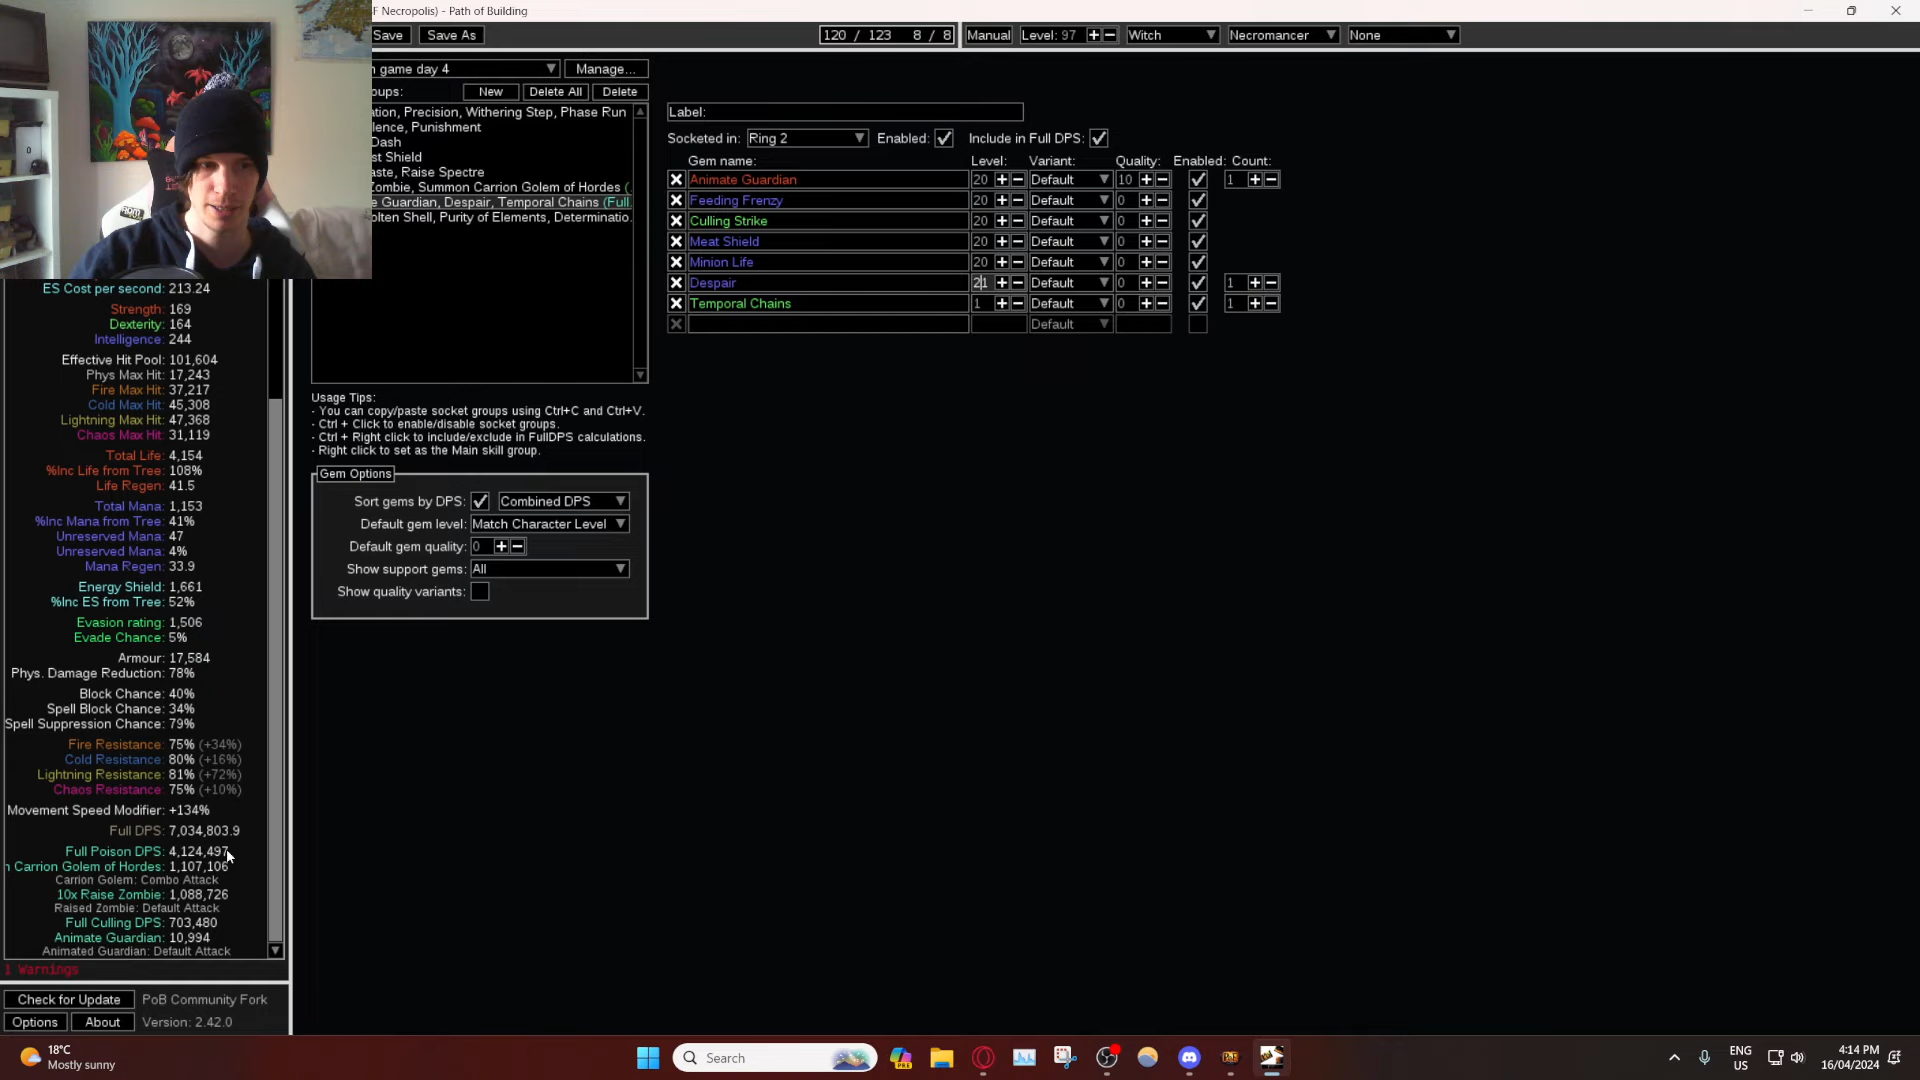 F Necropolis) - Path of Building
Save
Save As
120 / 123 8 / 8
Manual
Level: 97
Witch
Necromancer
None
n game day 4
Manage...
oups:
New
Delete All
Delete
ation, Precision, Withering Step, Phase Run
lence, Punishment
Dash
st Shield
aste, Raise Spectre
Zombie, Summon Carrion Golem of Hordes (
e Guardian, Despair, Temporal Chains (Full
olten Shell, Purity of Elements, Determinatio.
Usage Tips:
- You can copy/paste socket groups using Ctrl+C and Ctrl+V.
- Ctrl + Click to enable/disable socket groups.
- Ctrl + Right click to include/exclude in FullDPS calculations.
- Right click to set as the Main skill group.
Gem Options
Sort gems by DPS: Combined DPS
Default gem level: Match Character Level
Default gem quality: 0
Show support gems: All
Show quality variants:
Label:
Socketed in: Ring 2 Enabled: Include in Full DPS:
Gem name: Level: Variant: Quality: Enabled: Count:
Animate Guardian 20 Default 10 1
Feeding Frenzy 20 Default 0
Culling Strike 20 Default 0
Meat Shield 20 Default 0
Minion Life 20 Default 0
Despair 21 Default 0 1
Temporal Chains 1 Default 0 1
Default
ES Cost per second: 213.24
Strength: 169
Dexterity: 164
Intelligence: 244
Effective Hit Pool: 101,604
Phys Max Hit: 17,243
Fire Max Hit: 37,217
Cold Max Hit: 45,308
Lightning Max Hit: 47,368
Chaos Max Hit: 31,119
Total Life: 4,154
%Inc Life from Tree: 108%
Life Regen: 41.5
Total Mana: 1,153
%Inc Mana from Tree: 41%
Unreserved Mana: 47
Unreserved Mana: 4%
Mana Regen: 33.9
Energy Shield: 1,661
%Inc ES from Tree: 52%
Evasion rating: 1,506
Evade Chance: 5%
Armour: 17,584
Phys. Damage Reduction: 78%
Block Chance: 40%
Spell Block Chance: 34%
Spell Suppression Chance: 79%
Fire Resistance: 75% (+34%)
Cold Resistance: 80% (+16%)
Lightning Resistance: 81% (+72%)
Chaos Resistance: 75% (+10%)
Movement Speed Modifier: +134%
Full DPS: 7,034,803.9
Full Poison DPS: 4,124,497
n Carrion Golem of Hordes: 1,107,106
Carrion Golem: Combo Attack
10x Raise Zombie: 1,088,726
Raised Zombie: Default Attack
Full Culling DPS: 703,480
Animate Guardian: 10,994
Animated Guardian: Default Attack
1 Warnings
Check for Update
PoB Community Fork
Options
About
Version: 2.42.0
18°C
Mostly sunny
Search
PRE
ENG
US
4:14 PM
16/04/2024